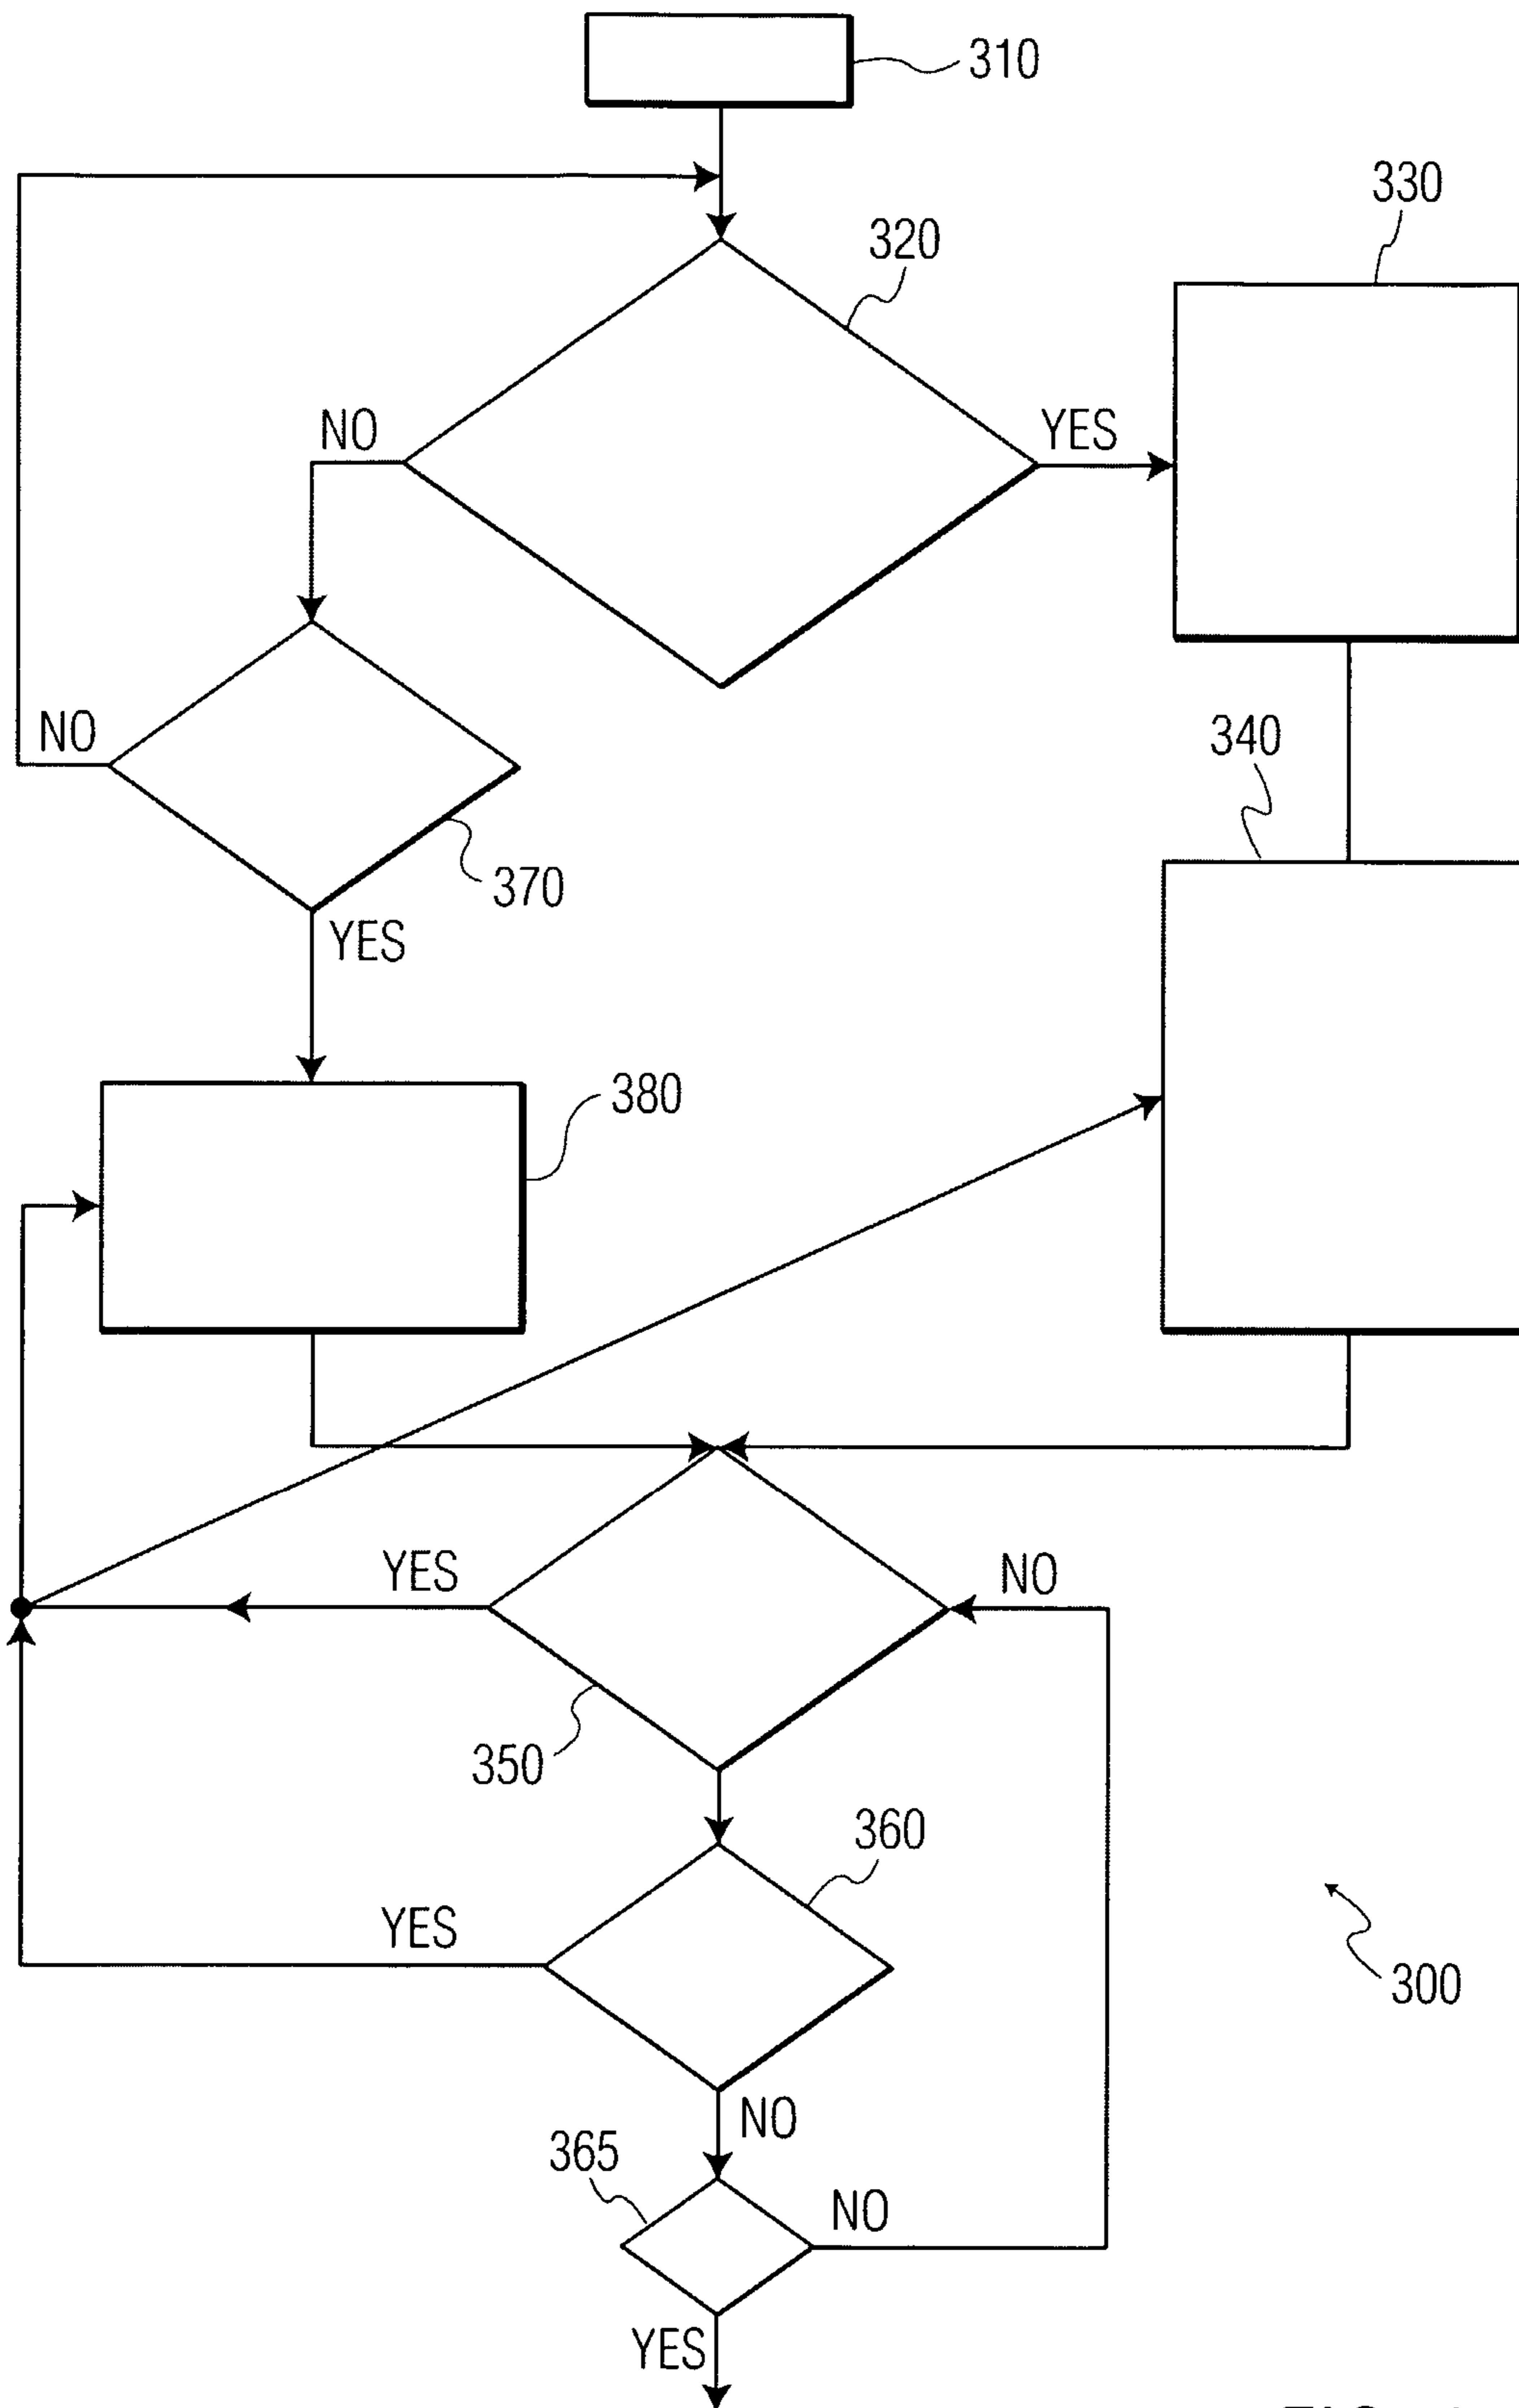 310
330
320
NO
YES
NO
340
370
YES
380
YES
NO
350
360
YES
300
NO
365
NO
YES